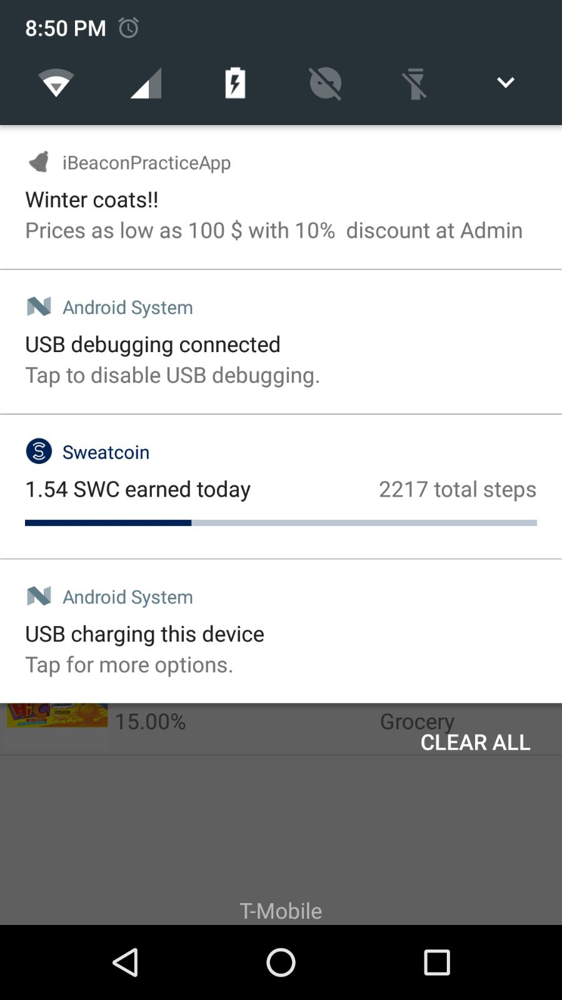 8:50 PM
iBeaconPracticeApp
Winter coats!!
Prices as low as 100 $ with 10%  discount at Admin
Android System
USB debugging connected
Tap to disable USB debugging.
Sweatcoin
1.54 SWC earned today 2217 total steps
Android System
USB charging this device
Tap for more options.
Hi-C
15.00% Grocery
CLEAR ALL
T-Mobile